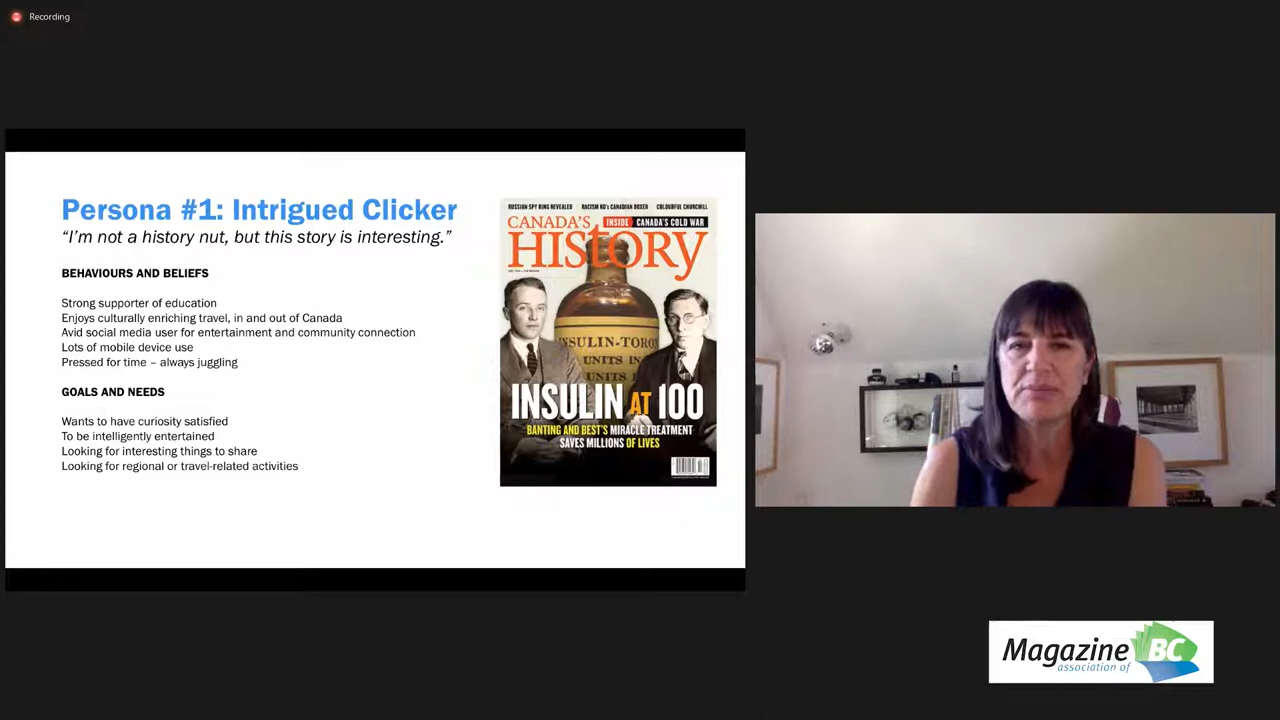 Recording
Persona #1: Intrigued Clicker
“I’m not a history nut, but this story is interesting.”
BEHAVIOURS AND BELIEFS
Strong supporter of education
Enjoys culturally enriching travel, in and out of Canada
Avid social media user for entertainment and community connection
Lots of mobile device use
Pressed for time – always juggling
GOALS AND NEEDS
Wants to have curiosity satisfied
To be intelligently entertained
Looking for interesting things to share
Looking for regional or travel-related activities
RUSSIAN SPY RING REVEALED RACISM KO's CANADIAN BOXER COLOURFUL CHURCHILL
CANADA'S INSIDE CANADA'S COLD WAR
HISTORY
INSULIN-TORO
UNITS IN
UNITS I
INSULIN AT 100
BANTING AND BEST'S MIRACLE TREATMENT
SAVES MILLIONS OF LIVES
Magazine BC
association of